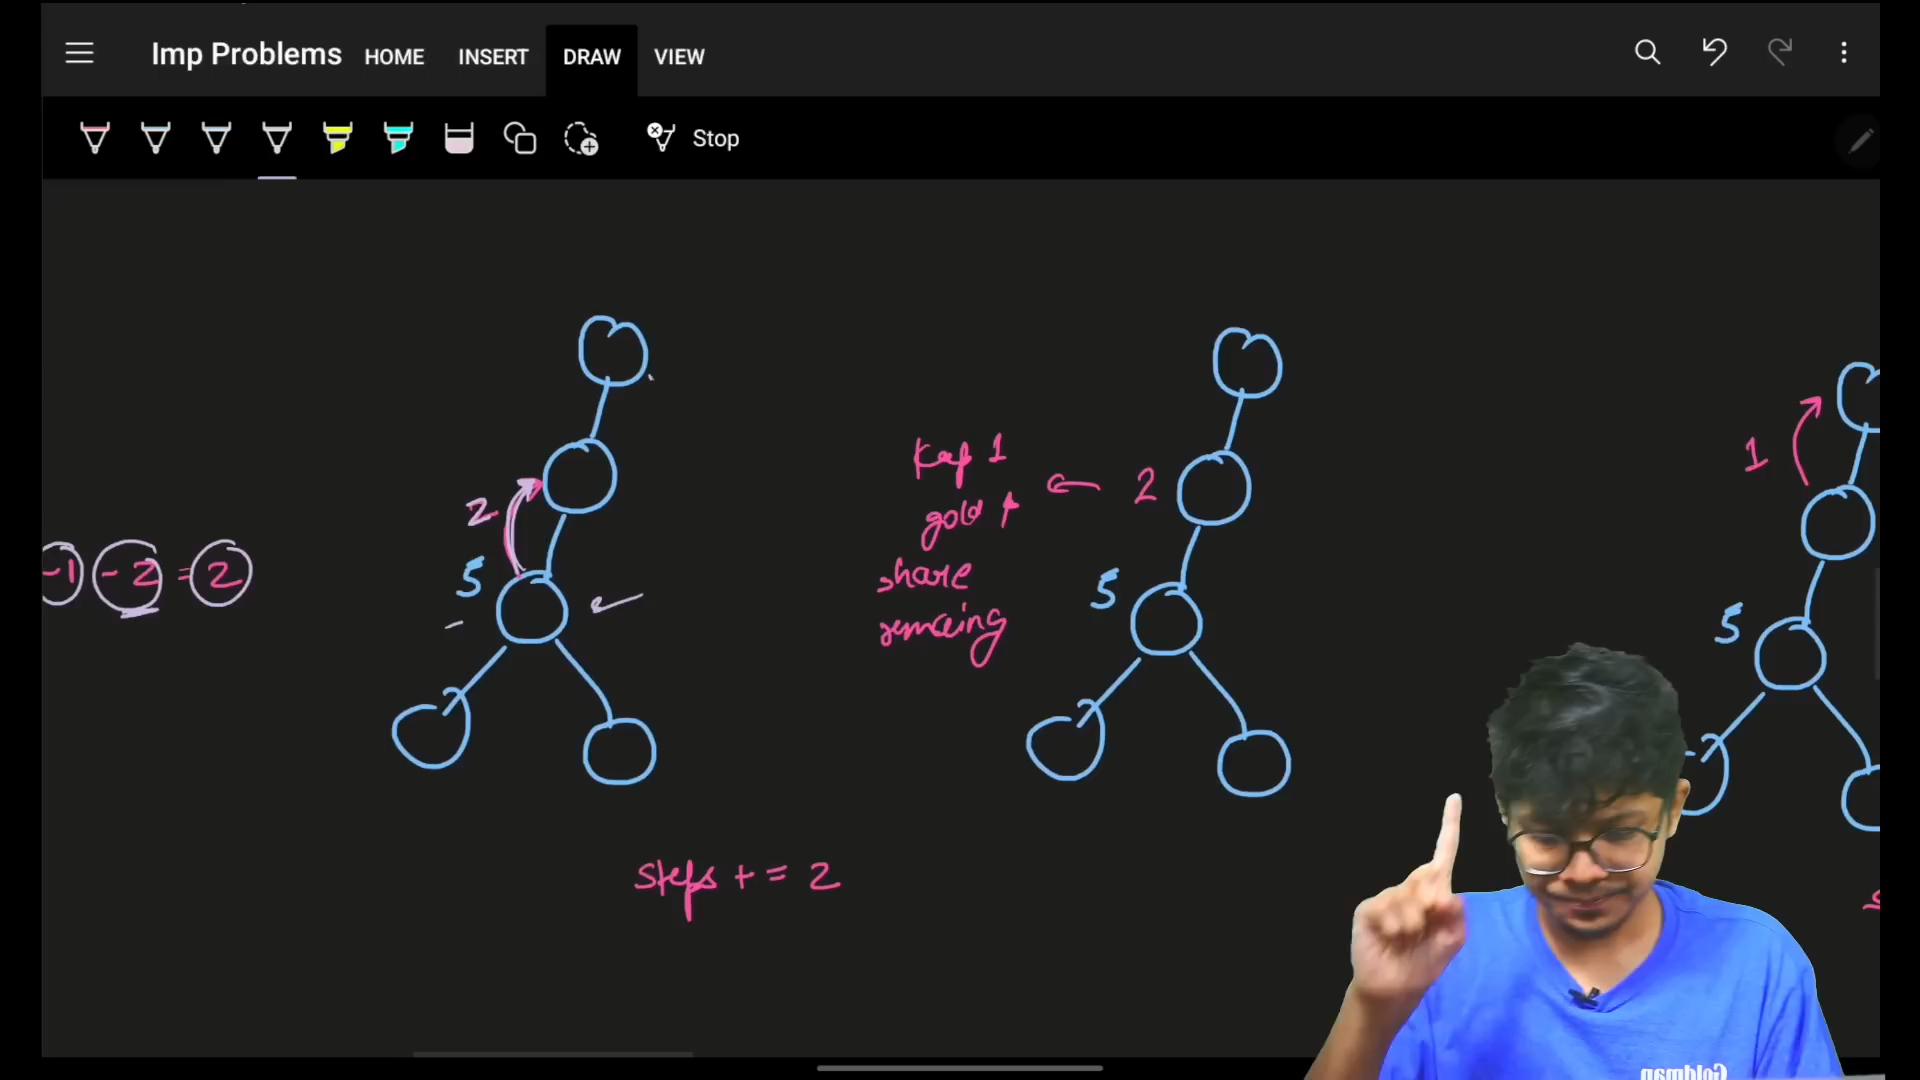 Imp Problems HOME INSERT DRAW VIEW
Stop
-1 -2 = 2
2
5
steps += 2
Keep 1
gold &
share
remaining
2
5
1
5
Goldman